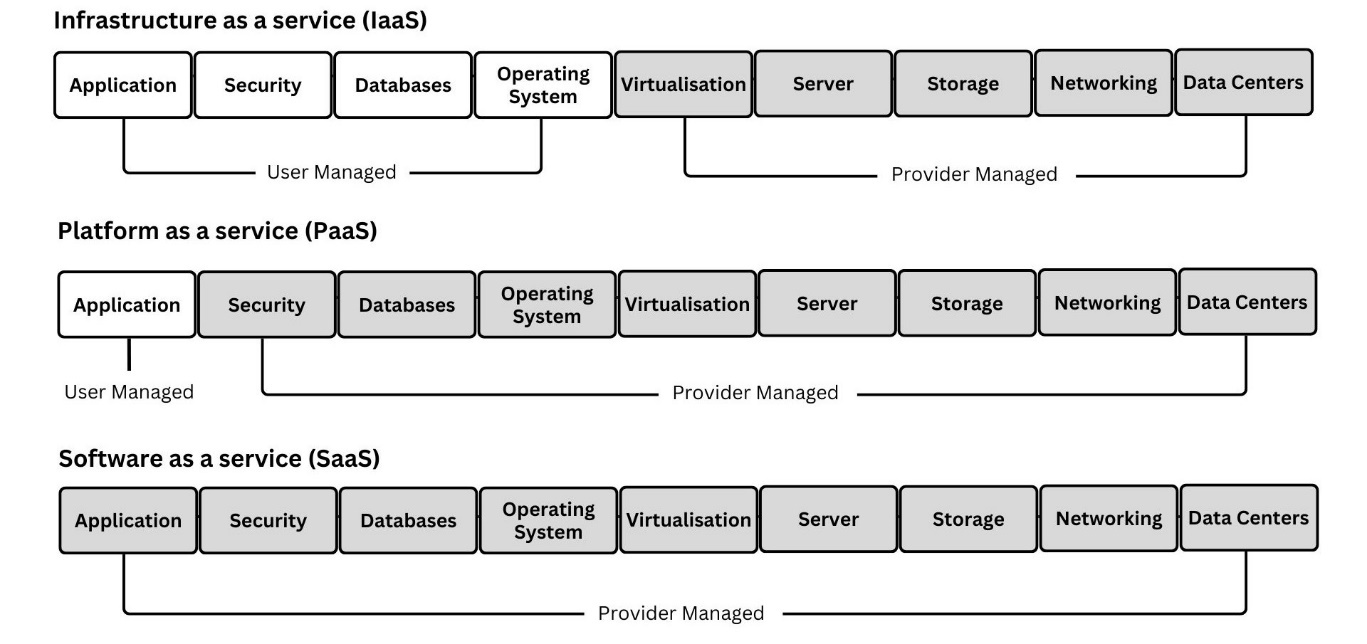 Infrastructure as a service (IaaS)
Application
Security
Databases
Operating
System
Virtualisation
Server
Storage
Networking
Data Centers
User Managed
Provider Managed
Platform as a service (PaaS)
Application
Security
Databases
Operating
System
Virtualisation
Server
Storage
Networking
Data Centers
User Managed
Provider Managed
Software as a service (SaaS)
Application
Security
Databases
Operating
System
Virtualisation
Server
Storage
Networking
Data Centers
Provider Managed